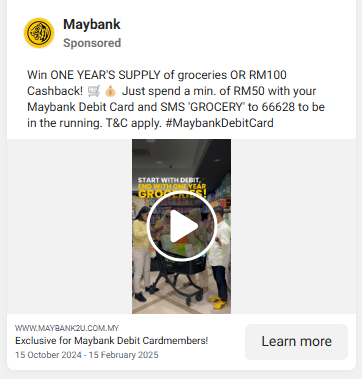 Maybank
Sponsored
Win ONE YEAR'S SUPPLY of groceries OR RM100
Cashback! 🛒 💰 Just spend a min. of RM50 with your
Maybank Debit Card and SMS 'GROCERY' to 66628 to be
in the running. T&C apply. #MaybankDebitCard
START WITH DEBIT,
END WITH ONE YEAR
GROCERIES!
WWW.MAYBANK2U.COM.MY
Exclusive for Maybank Debit Cardmembers!
15 October 2024 - 15 February 2025
Learn more